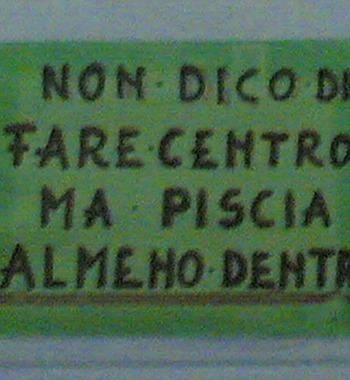 NON·DICO·DI
FARE·CENTRO
MA·PISCIA
ALMENO·DENTR